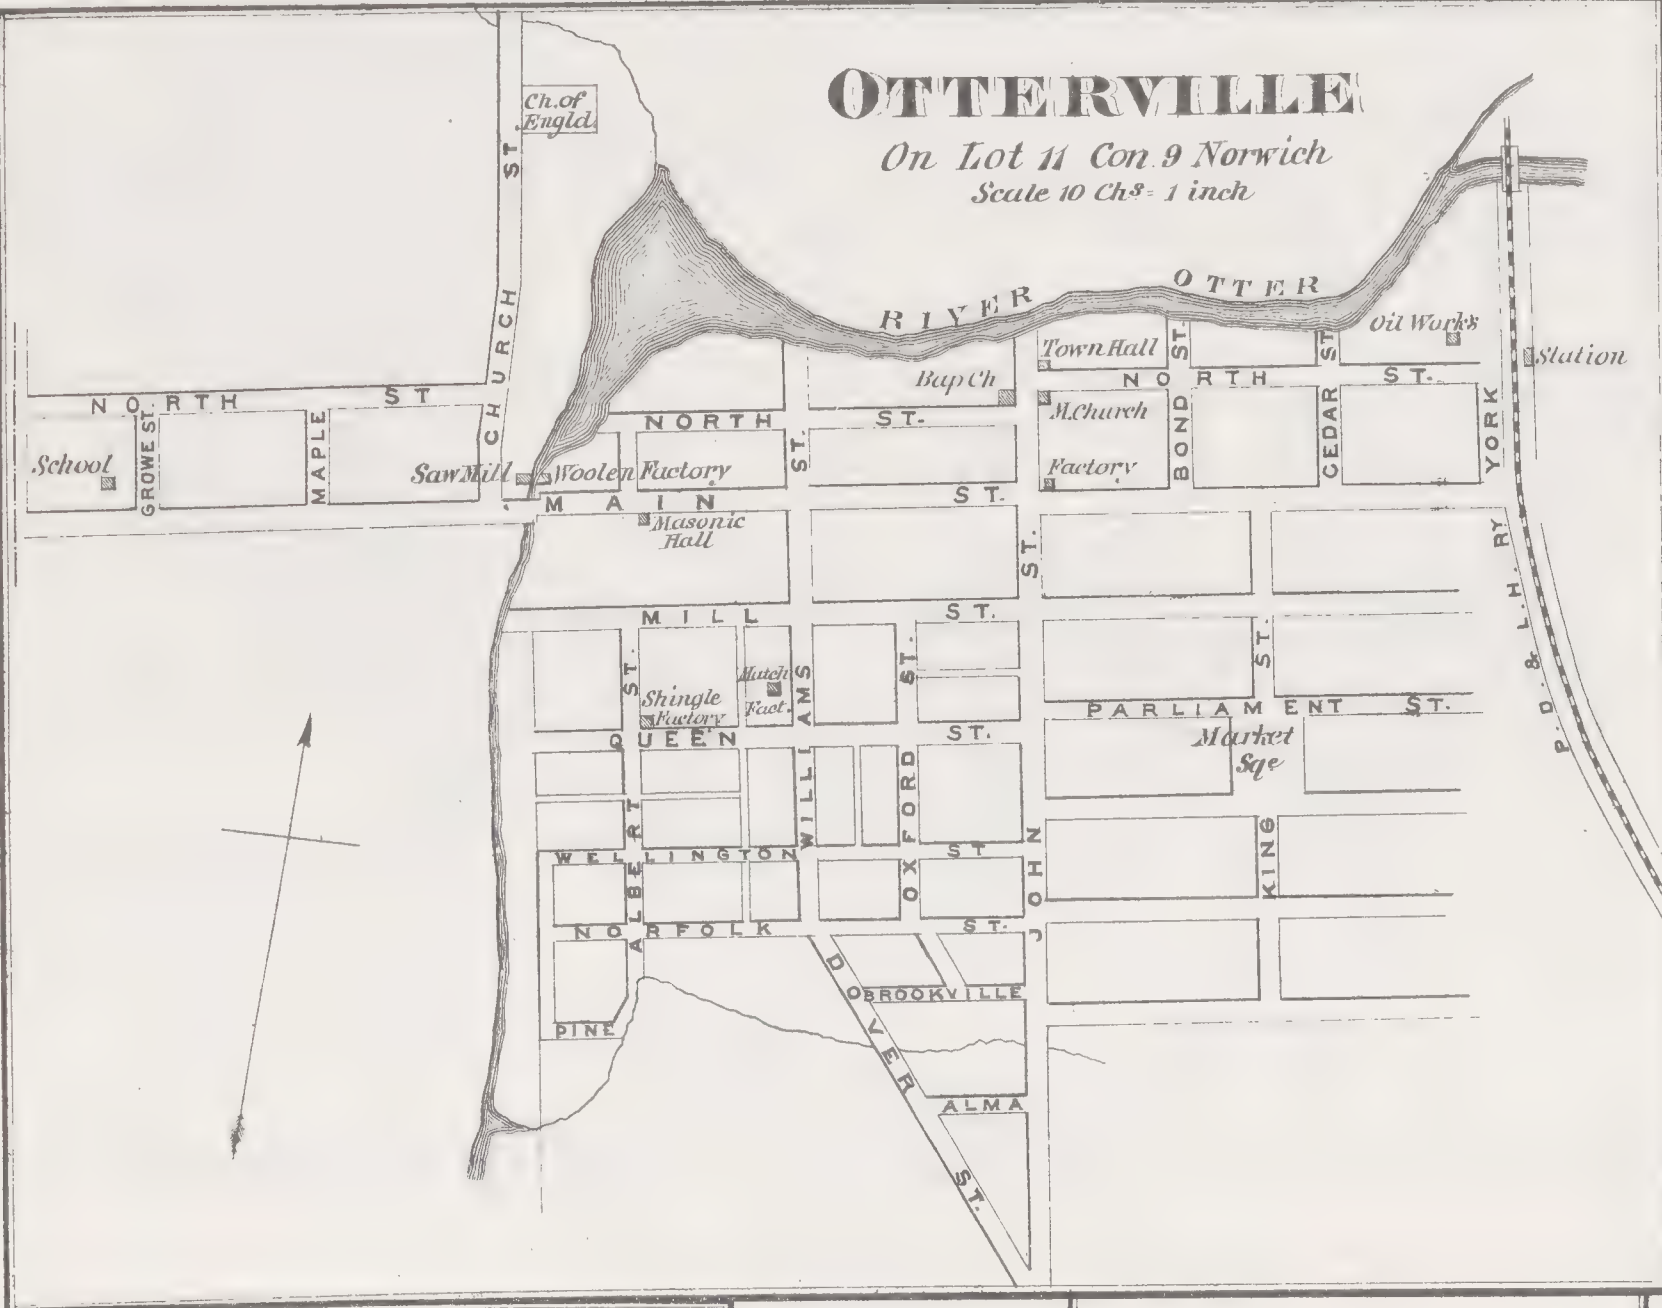 OTTERVILLE
On Lot 11 Con. 9 Norwich
Scale 10 Chs = 1 inch
Ch. of
Engld.
CHURCH ST.
RIVER OTTER
Oil Works
Station
Town Hall
Bap Ch
M. Church
Factory
NORTH ST
NORTH ST.
NORTH ST.
BOND ST.
CEDAR ST.
YORK
School
GROWE ST.
MAPLE
Saw Mill
Woolen Factory
MAIN ST.
Masonic
Hall
MILL ST.
Shingle
Factory
Match
Fact.
QUEEN ST.
PARLIAMENT ST.
Market
Sqe
P. D. & L. H. RY
ALBERT ST.
WILLIAMS ST.
OXFORD ST.
JOHN ST.
KING ST.
WELLINGTON ST
NORFOLK ST.
BROOKVILLE
PINE
DOVER ST.
ALMA